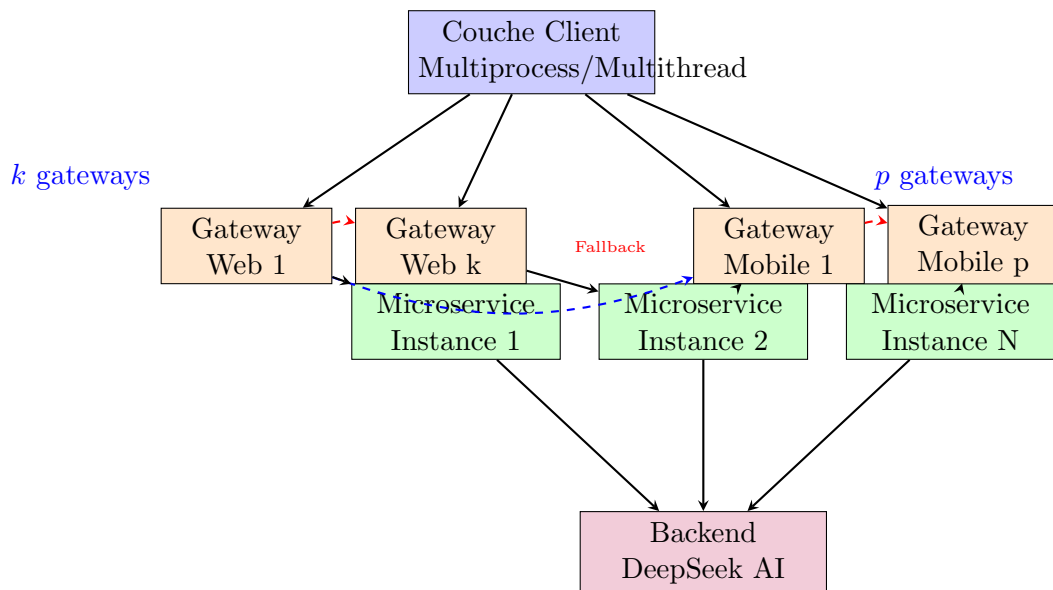 Couche Client
Multiprocess/Multithread
k gateways
p gateways
Gateway
Web 1
Gateway
Web k
Fallback
Gateway
Mobile 1
Gateway
Mobile p
Microservice
Instance 1
Microservice
Instance 2
Microservice
Instance N
Backend
DeepSeek AI